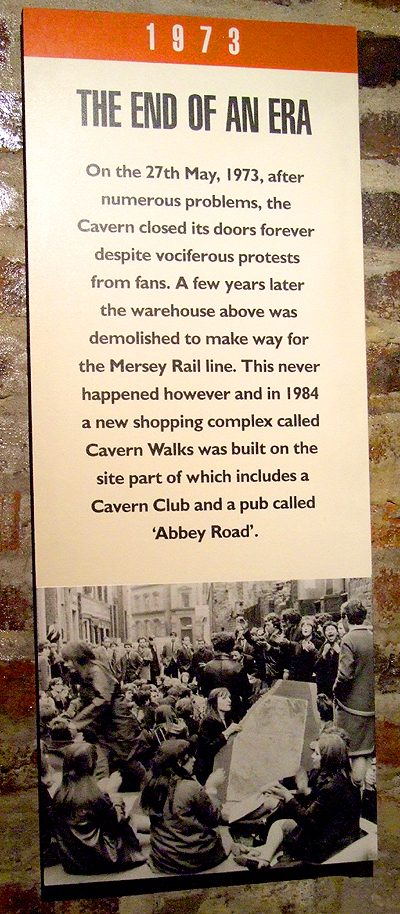 1973
THE END OF AN ERA
On the 27th May, 1973, after
numerous problems, the
Cavern closed its doors forever
despite vociferous protests
from fans. A few years later
the warehouse above was
demolished to make way for
the Mersey Rail line. This never
happened however and in 1984
a new shopping complex called
Cavern Walks was built on the
site part of which includes a
Cavern Club and a pub called
'Abbey Road'.